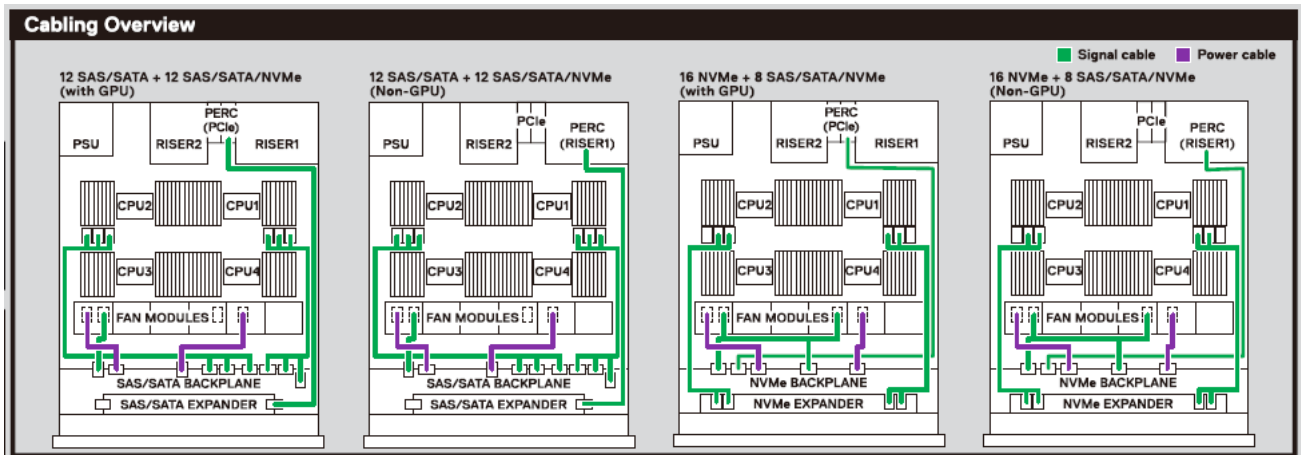 Cabling Overview
Signal cable Power cable
12 SAS/SATA + 12 SAS/SATA/NVMe
(with GPU)
PERC
(PCIe)
PSU RISER2 RISER1
CPU2 CPU1
CPU3 CPU4
FAN MODULES
SAS/SATA BACKPLANE
SAS/SATA EXPANDER
12 SAS/SATA + 12 SAS/SATA/NVMe
(Non-GPU)
PCIe
PERC
(RISER1)
PSU RISER2
CPU2 CPU1
CPU3 CPU4
FAN MODULES
SAS/SATA BACKPLANE
SAS/SATA EXPANDER
16 NVMe + 8 SAS/SATA/NVMe
(with GPU)
PERC
(PCIe)
PSU RISER2 RISER1
CPU2 CPU1
CPU3 CPU4
FAN MODULES
NVMe BACKPLANE
NVMe EXPANDER
16 NVMe + 8 SAS/SATA/NVMe
(Non-GPU)
PCIe
PERC
(RISER1)
PSU RISER2
CPU2 CPU1
CPU3 CPU4
FAN MODULES
NVMe BACKPLANE
NVMe EXPANDER